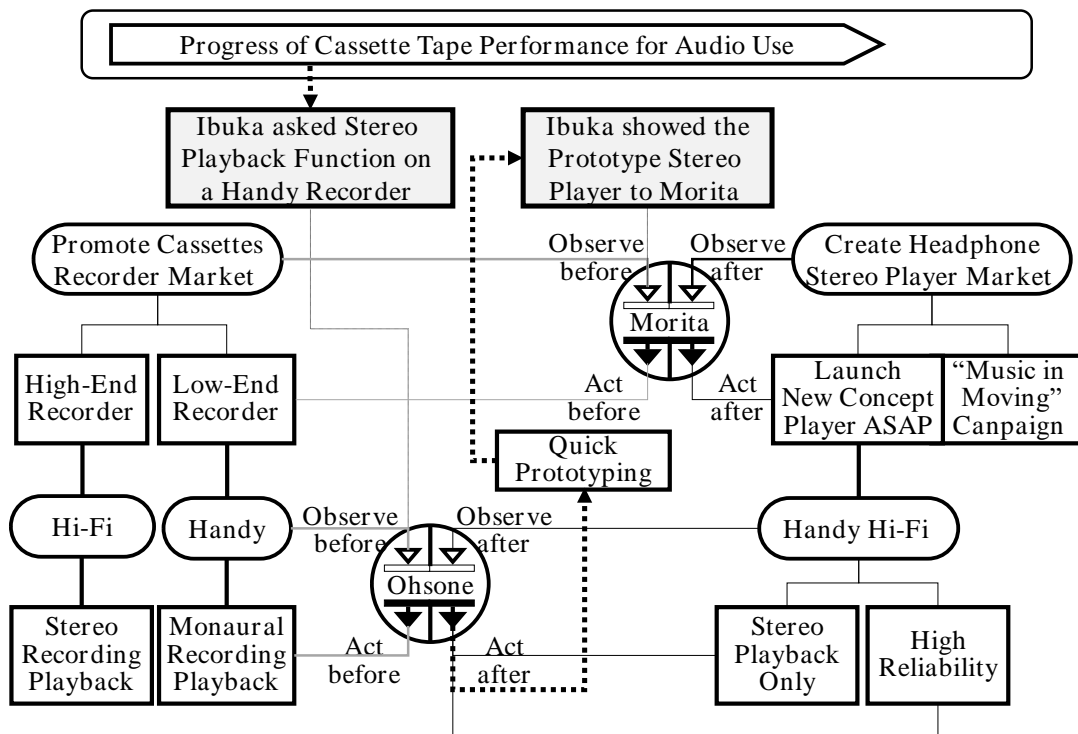 Progress of Cassette Tape Performance for Audio Use
Ibuka asked Stereo
Playback Function on
a Handy Recorder
Ibuka showed the
Prototype Stereo
Player to Morita
Promote Cassettes
Recorder Market
Observe
before
Observe
after
Create Headphone
Stereo Player Market
Morita
High-End
Recorder
Low-End
Recorder
Act
before
Act
after
Launch
New Concept
Player ASAP
“Music in
Moving”
Canpaign
Quick
Prototyping
Hi-Fi
Handy
Observe
before
Observe
after
Handy Hi-Fi
Ohsone
Stereo
Recording
Playback
Monaural
Recording
Playback
Act
before
Act
after
Stereo
Playback
Only
High
Reliability